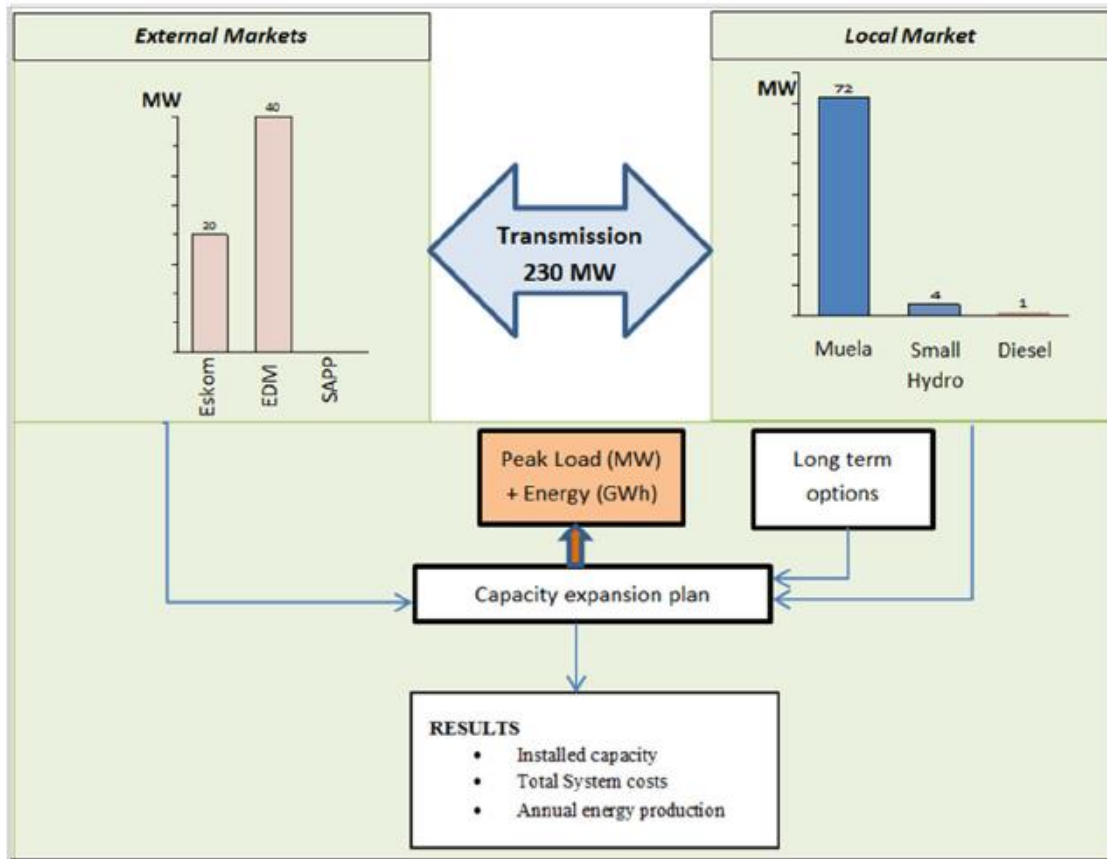 External Markets
Local Market
MW
40
20
Eskom
EDM
SAPP
Transmission
230 MW
MW
72
4
1
Muela
Small
Hydro
Diesel
Peak Load (MW)
+ Energy (GWh)
Long term
options
Capacity expansion plan
RESULTS
• Installed capacity
• Total System costs
• Annual energy production